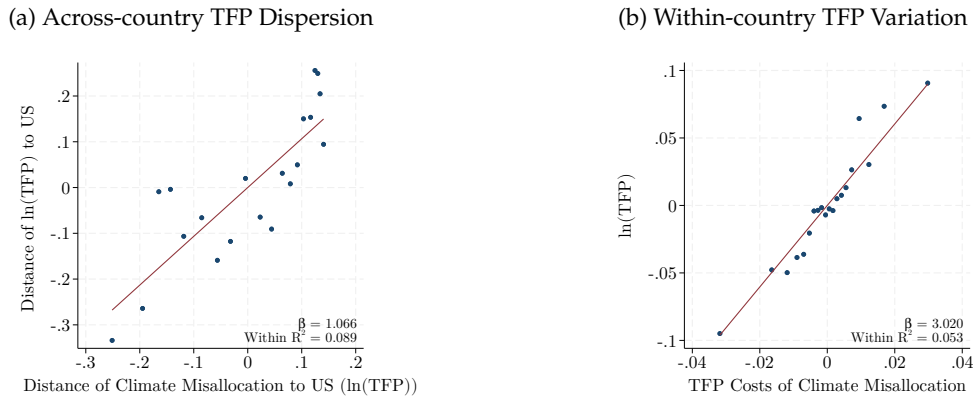 (a) Across-country TFP Dispersion
Distance of ln(TFP) to US
.2
.1
0
-.1
-.2
-.3
β = 1.066
Within R² = 0.089
-.3 -.2 -.1 0 .1 .2
Distance of Climate Misallocation to US (ln(TFP))
(b) Within-country TFP Variation
ln(TFP)
.1
.05
0
-.05
-.1
β = 3.020
Within R² = 0.053
-.04 -.02 0 .02 .04
TFP Costs of Climate Misallocation